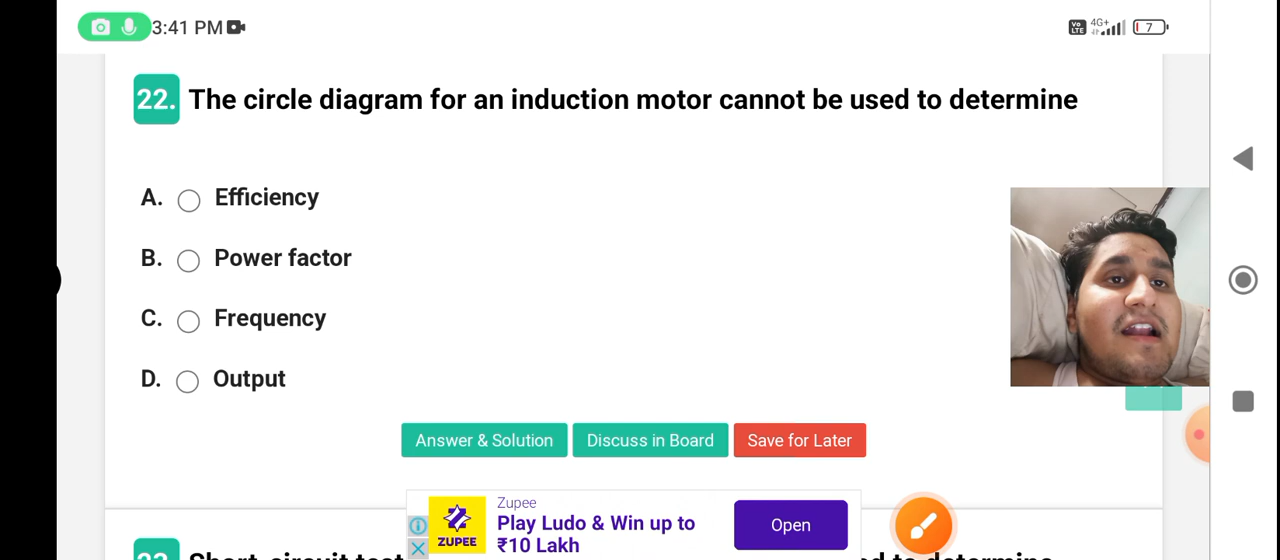 3:41 PM
Vo LTE 4G+ 7
22. The circle diagram for an induction motor cannot be used to determine
A. Efficiency
B. Power factor
C. Frequency
D. Output
Answer & Solution Discuss in Board Save for Later
Zupee
Play Ludo & Win up to
₹10 Lakh
ZUPEE
Open